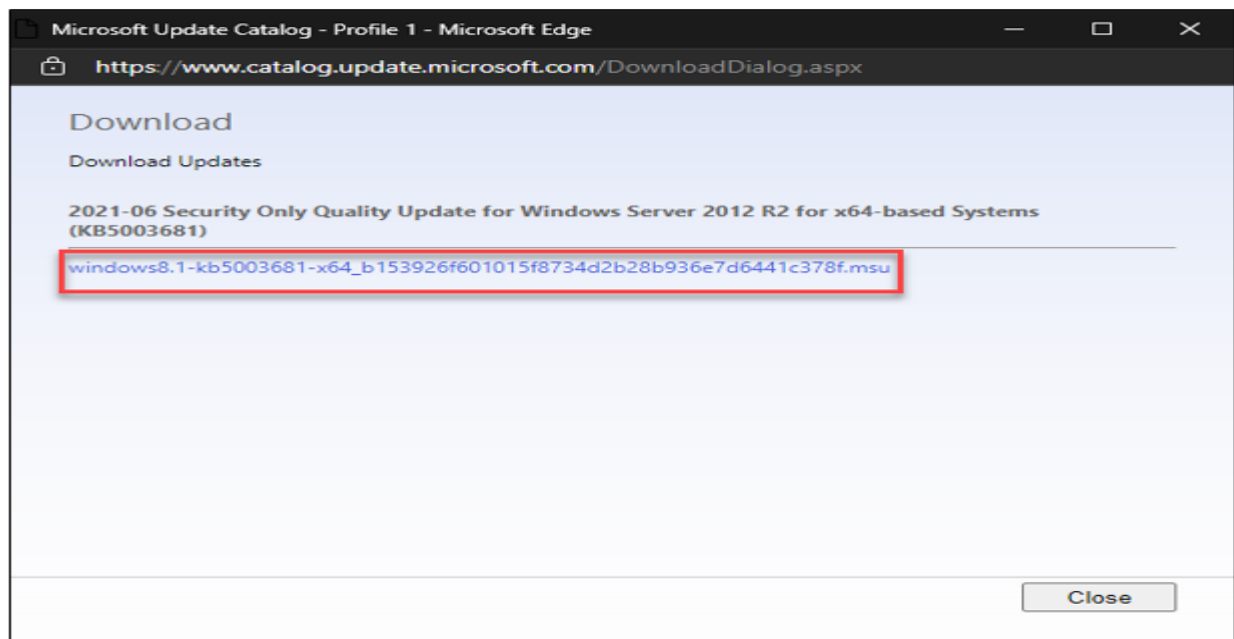 Microsoft Update Catalog - Profile 1 - Microsoft Edge
https://www.catalog.update.microsoft.com/DownloadDialog.aspx
Download
Download Updates
2021-06 Security Only Quality Update for Windows Server 2012 R2 for x64-based Systems
(KB5003681)
windows8.1-kb5003681-x64_b153926f601015f8734d2b28b936e7d6441c378f.msu
Close